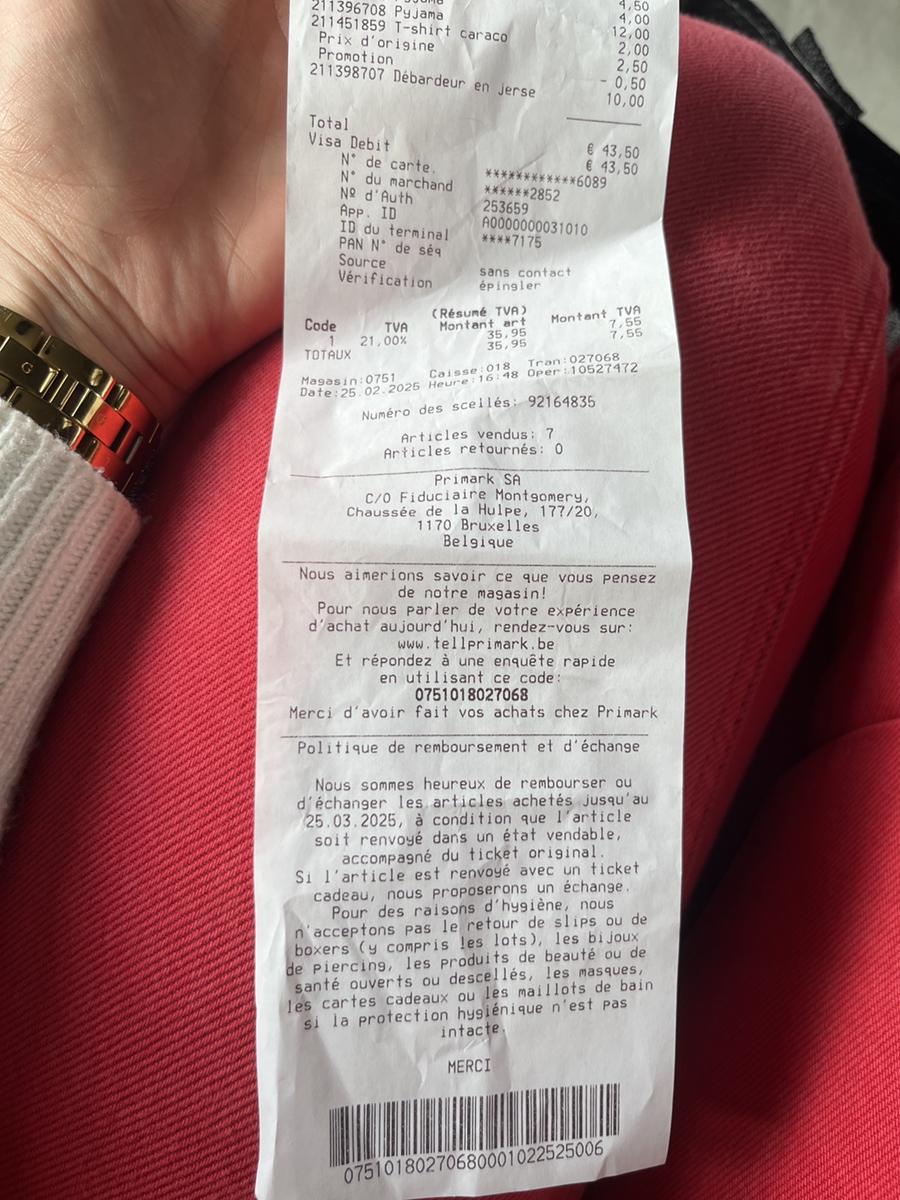 4,50
211396708 Pyjama 4,00
211451859 T-shirt caraco 12,00
Prix d'origine 2,00
Promotion 2,50
- 0,50
211398707 Débardeur en jerse 10,00
Total € 43,50
Visa Debit € 43,50
N° de carte. ************6089
N° du marchand ******2852
Nº d'Auth 253659
App. ID A0000000031010
ID du terminal ****7175
PAN N° de séq
Source sans contact
Vérification épingler
(Résumé TVA)
Code TVA Montant art Montant TVA
1 21,00% 35,95 7,55
TOTAUX 35,95 7,55
Magasin:0751 Caisse:018 Tran:027068
Date:25.02.2025 Heure:16:48 Oper:10527472
Numéro des scellés: 92164835
Articles vendus: 7
Articles retournés: 0
Primark SA
C/O Fiduciaire Montgomery,
Chaussée de la Hulpe, 177/20,
1170 Bruxelles
Belgique
Nous aimerions savoir ce que vous pensez
de notre magasin!
Pour nous parler de votre expérience
d'achat aujourd'hui, rendez-vous sur:
www.tellprimark.be
Et répondez à une enquête rapide
en utilisant ce code:
0751018027068
Merci d'avoir fait vos achats chez Primark
Politique de remboursement et d'échange
Nous sommes heureux de rembourser ou
d'échanger les articles achetés jusqu'au
25.03.2025, à condition que l'article
soit renvoyé dans un état vendable,
accompagné du ticket original.
Si l'article est renvoyé avec un ticket
cadeau, nous proposerons un échange.
Pour des raisons d'hygiène, nous
n'acceptons pas le retour de slips ou de
boxers (y compris les lots), les bijoux
de piercing, les produits de beauté ou de
santé ouverts ou descellés, les masques,
les cartes cadeaux ou les maillots de bain
si la protection hygiénique n'est pas
intacte.
MERCI
07510180270680001022525006
G